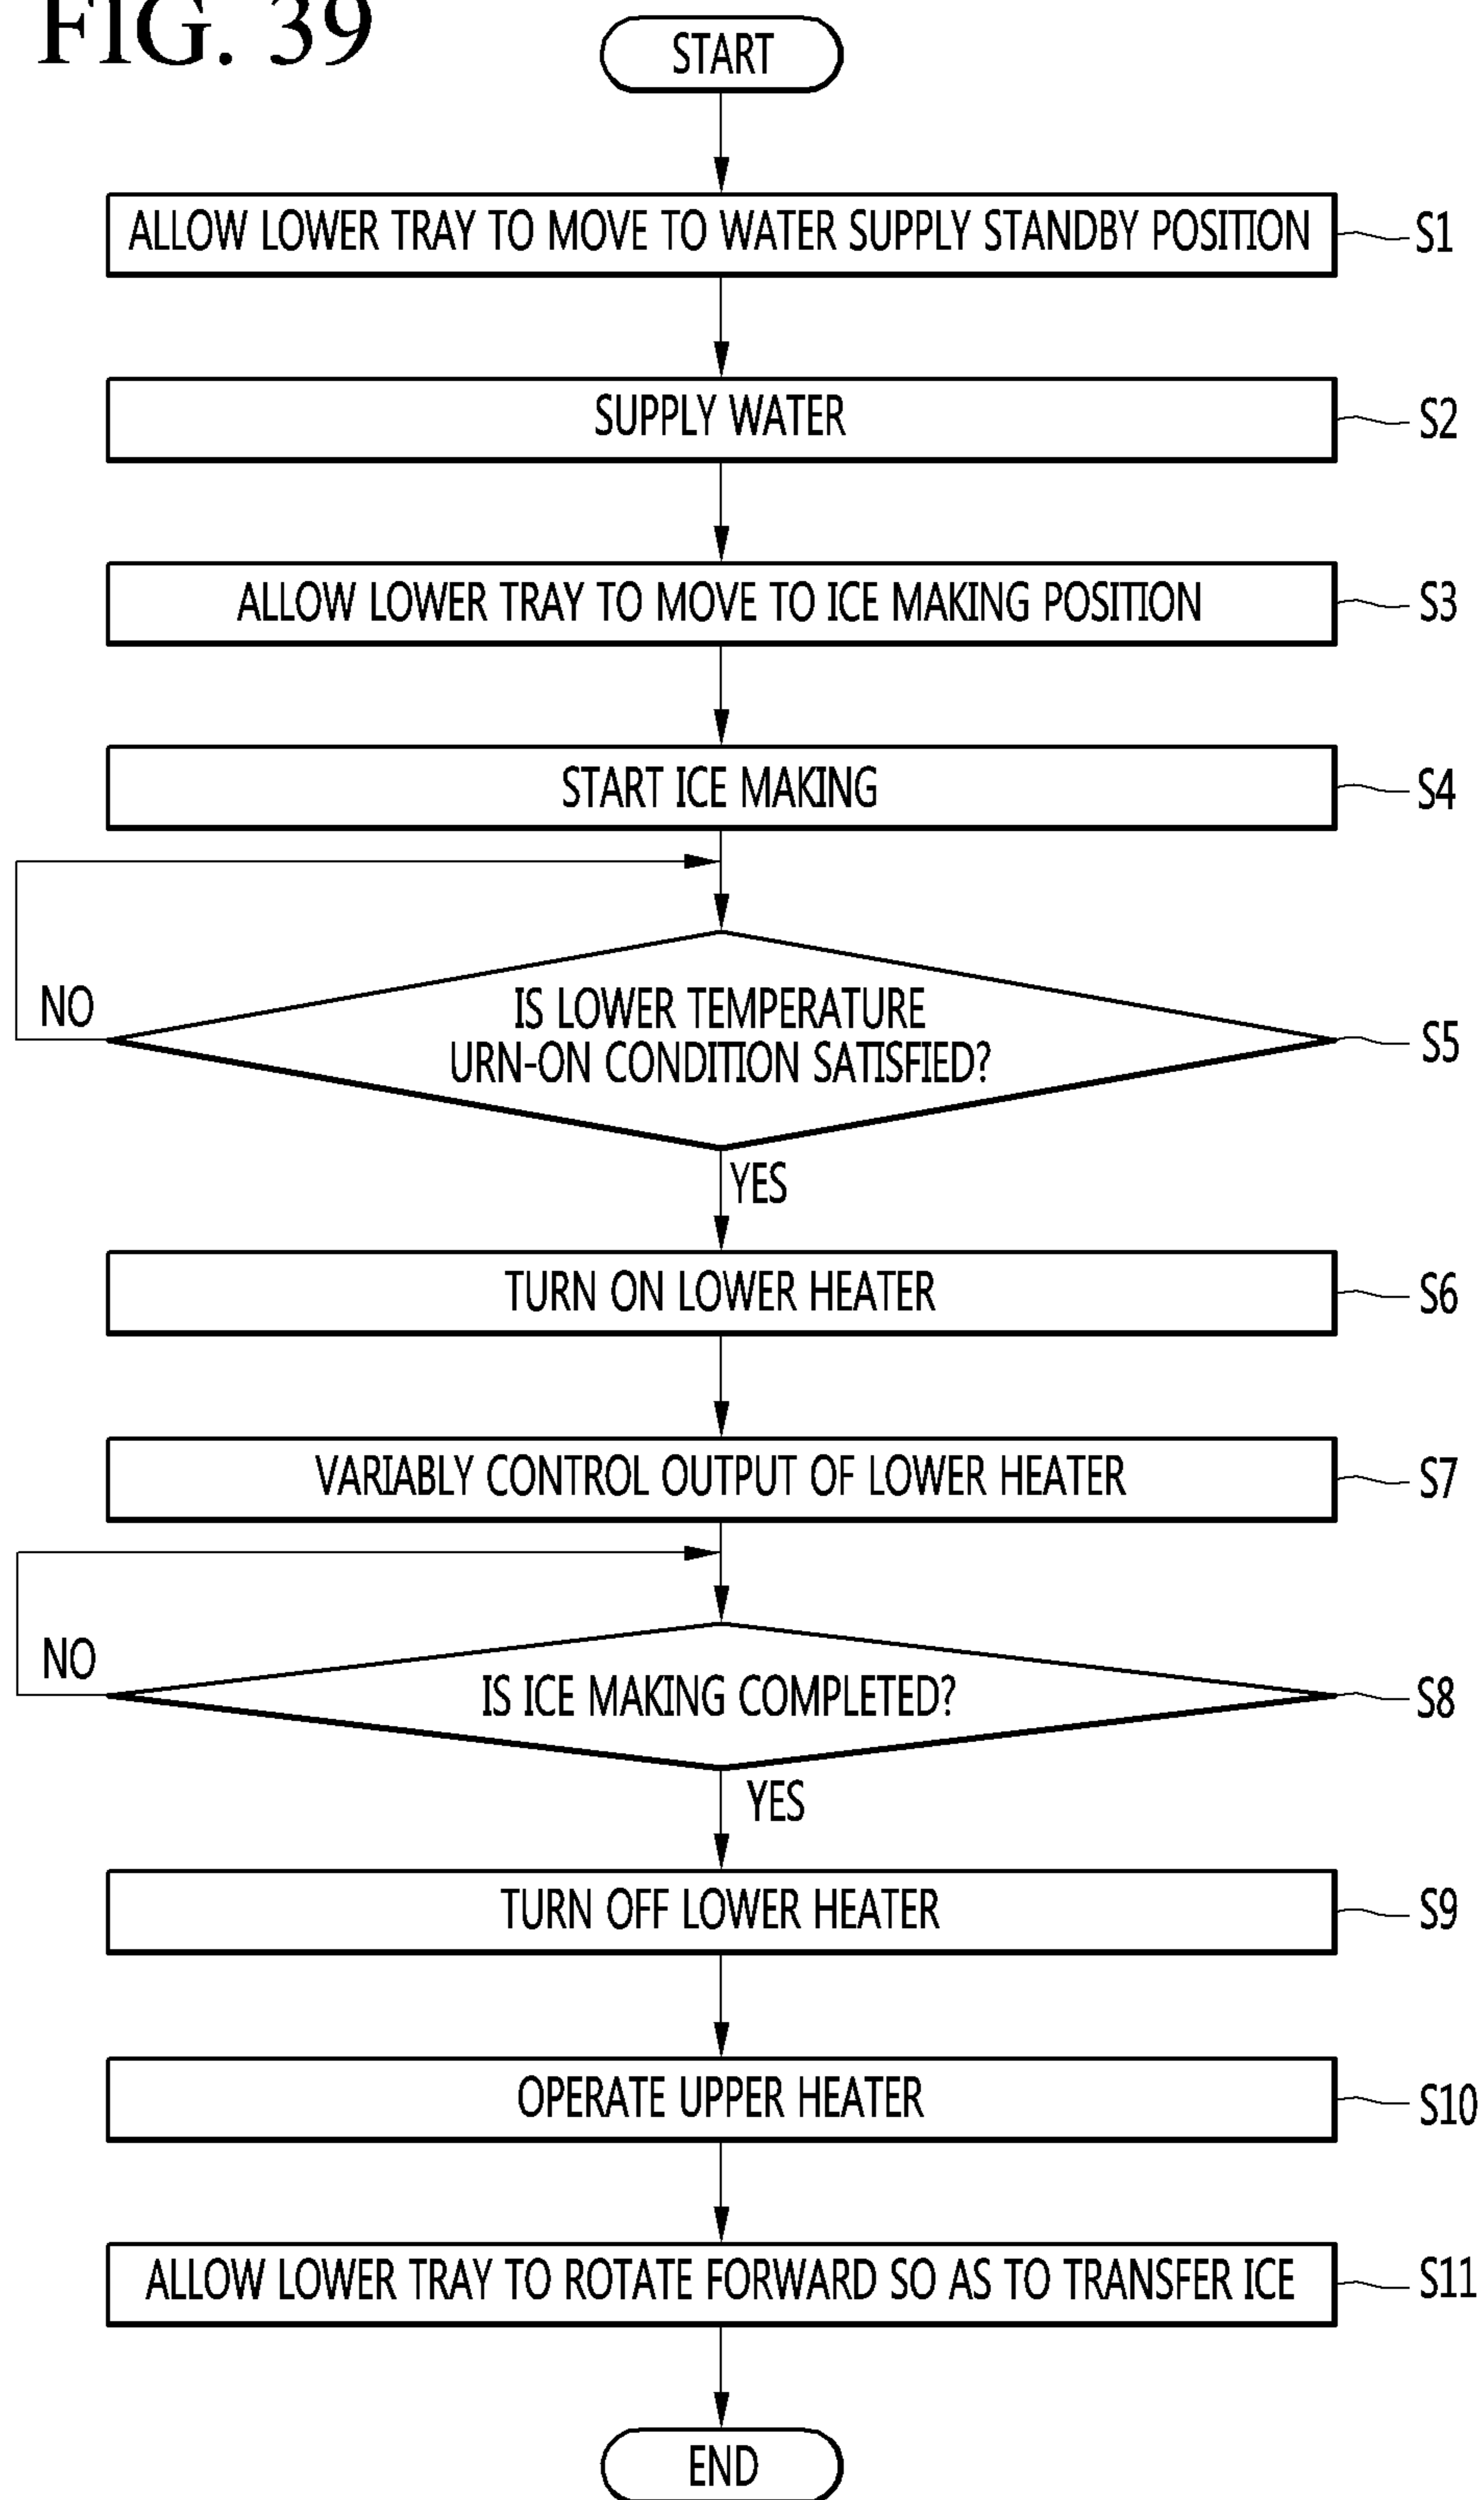 FIG. 39
START
ALLOW LOWER TRAY TO MOVE TO WATER SUPPLY STANDBY POSITION S1
SUPPLY WATER S2
ALLOW LOWER TRAY TO MOVE TO ICE MAKING POSITION S3
START ICE MAKING S4
NO
IS LOWER TEMPERATURE
URN-ON CONDITION SATISFIED? S5
YES
TURN ON LOWER HEATER S6
VARIABLY CONTROL OUTPUT OF LOWER HEATER S7
NO
IS ICE MAKING COMPLETED? S8
YES
TURN OFF LOWER HEATER S9
OPERATE UPPER HEATER S10
ALLOW LOWER TRAY TO ROTATE FORWARD SO AS TO TRANSFER ICE S11
END